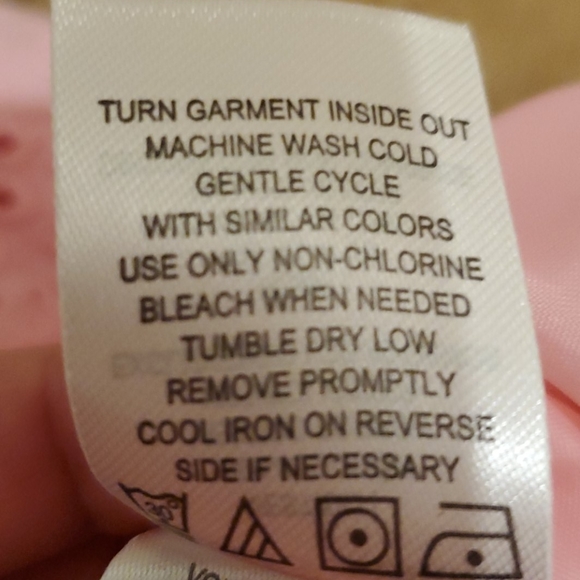 TURN GARMENT INSIDE OUT
MACHINE WASH COLD
GENTLE CYCLE
WITH SIMILAR COLORS
USE ONLY NON-CHLORINE
BLEACH WHEN NEEDED
TUMBLE DRY LOW
REMOVE PROMPTLY
COOL IRON ON REVERSE
SIDE IF NECESSARY
30°